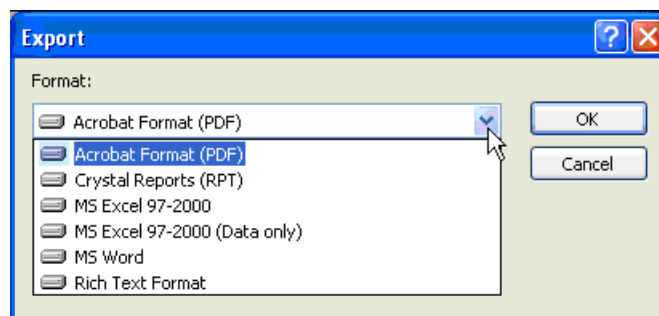 Export
Format:
Acrobat Format (PDF)
OK
Acrobat Format (PDF)
Cancel
Crystal Reports (RPT)
MS Excel 97-2000
MS Excel 97-2000 (Data only)
MS Word
Rich Text Format